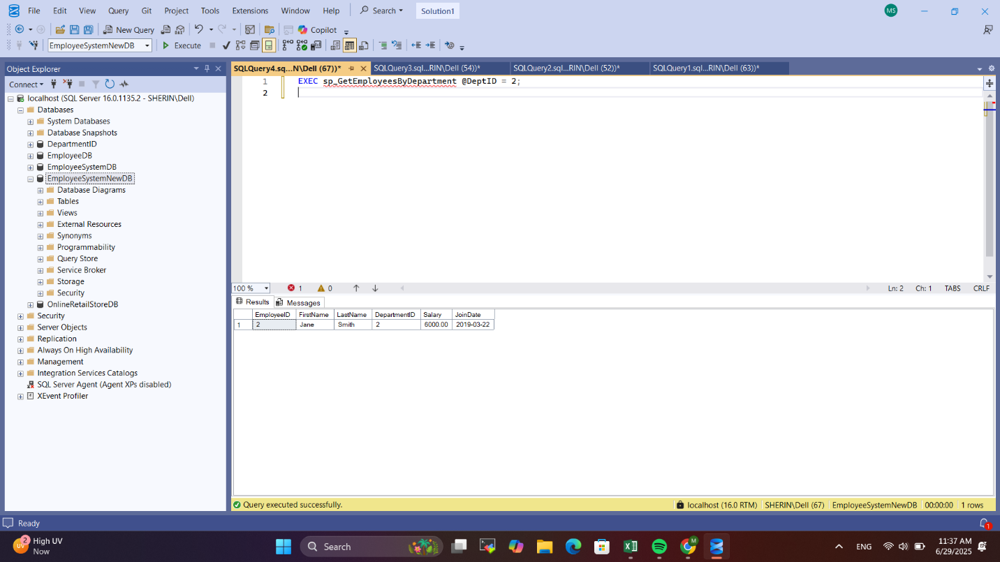 File Edit View Query Git Project Tools Extensions Window Help Search Solution1 MS
New Query DAX Copilot
EmployeeSystemNewDB Execute
Object Explorer
Connect
localhost (SQL Server 16.0.1135.2 - SHERIN\Dell)
Databases
System Databases
Database Snapshots
DepartmentID
EmployeeDB
EmployeeSystemDB
EmployeeSystemNewDB
Database Diagrams
Tables
Views
External Resources
Synonyms
Programmability
Query Store
Service Broker
Storage
Security
OnlineRetailStoreDB
Security
Server Objects
Replication
Always On High Availability
Management
Integration Services Catalogs
SQL Server Agent (Agent XPs disabled)
XEvent Profiler
SQLQuery4.sq...N\Dell (67))* SQLQuery3.sql...RIN\Dell (54))* SQLQuery2.sql...RIN\Dell (52))* SQLQuery1.sql...RIN\Dell (63))*
1 EXEC sp_GetEmployeesByDepartment @DeptID = 2;
2
100 % 1 0 Ln: 2 Ch: 1 TABS CRLF
Results Messages
EmployeeID FirstName LastName DepartmentID Salary JoinDate
1 2 Jane Smith 2 6000.00 2019-03-22
Query executed successfully. localhost (16.0 RTM) SHERIN\Dell (67) EmployeeSystemNewDB 00:00:00 1 rows
Ready 1
2 UV High UV
Now
Search M ENG 11:37 AM
6/29/2025